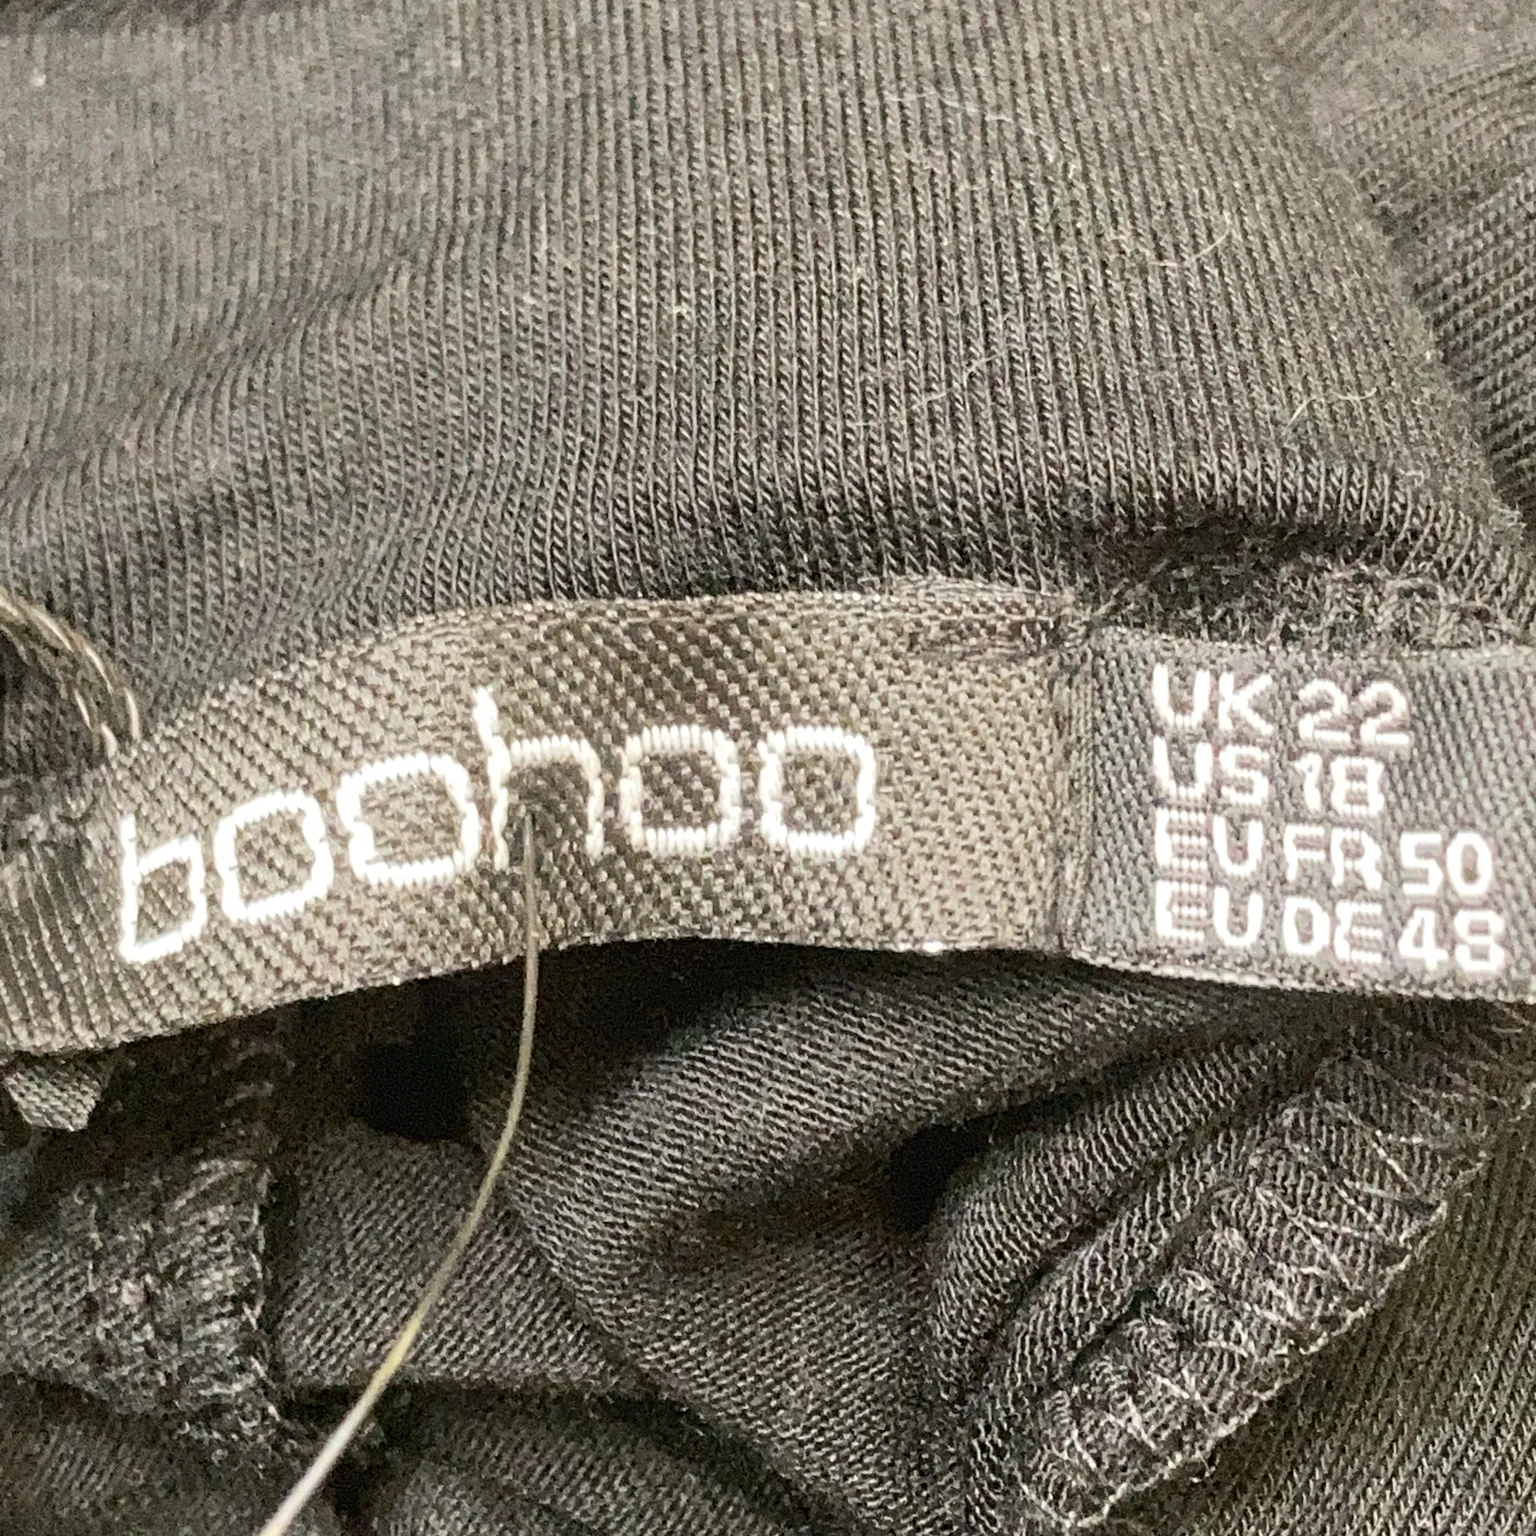 boohoo
UK 22
US 18
EU FR 50
EU DE 48